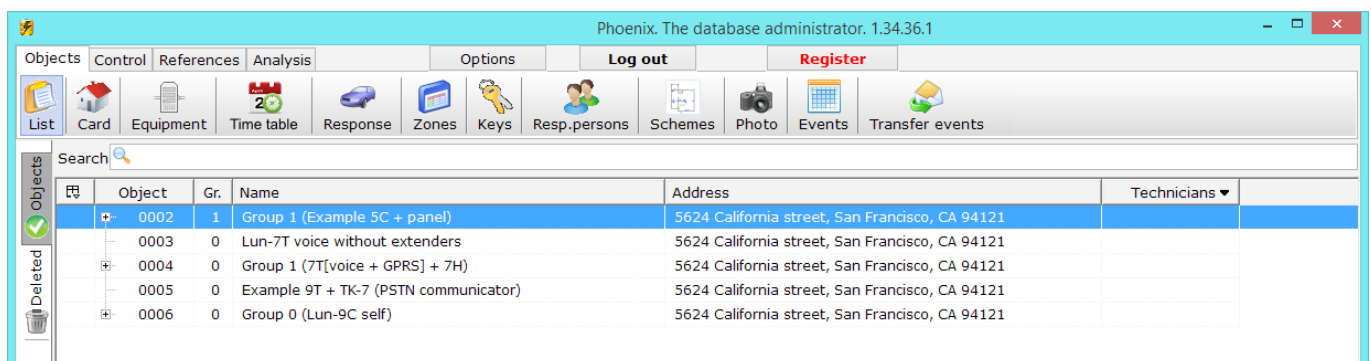 Phoenix. The database administrator. 1.34.36.1
Objects Control References Analysis Options Log out Register
List Card Equipment Time table Response Zones Keys Resp.persons Schemes Photo Events Transfer events
Search
Objects
Deleted
Object Gr. Name Address Technicians
0002 1 Group 1 (Example 5C + panel) 5624 California street, San Francisco, CA 94121
0003 0 Lun-7T voice without extenders 5624 California street, San Francisco, CA 94121
0004 0 Group 1 (7T[voice + GPRS] + 7H) 5624 California street, San Francisco, CA 94121
0005 0 Example 9T + TK-7 (PSTN communicator) 5624 California street, San Francisco, CA 94121
0006 0 Group 0 (Lun-9C self) 5624 California street, San Francisco, CA 94121